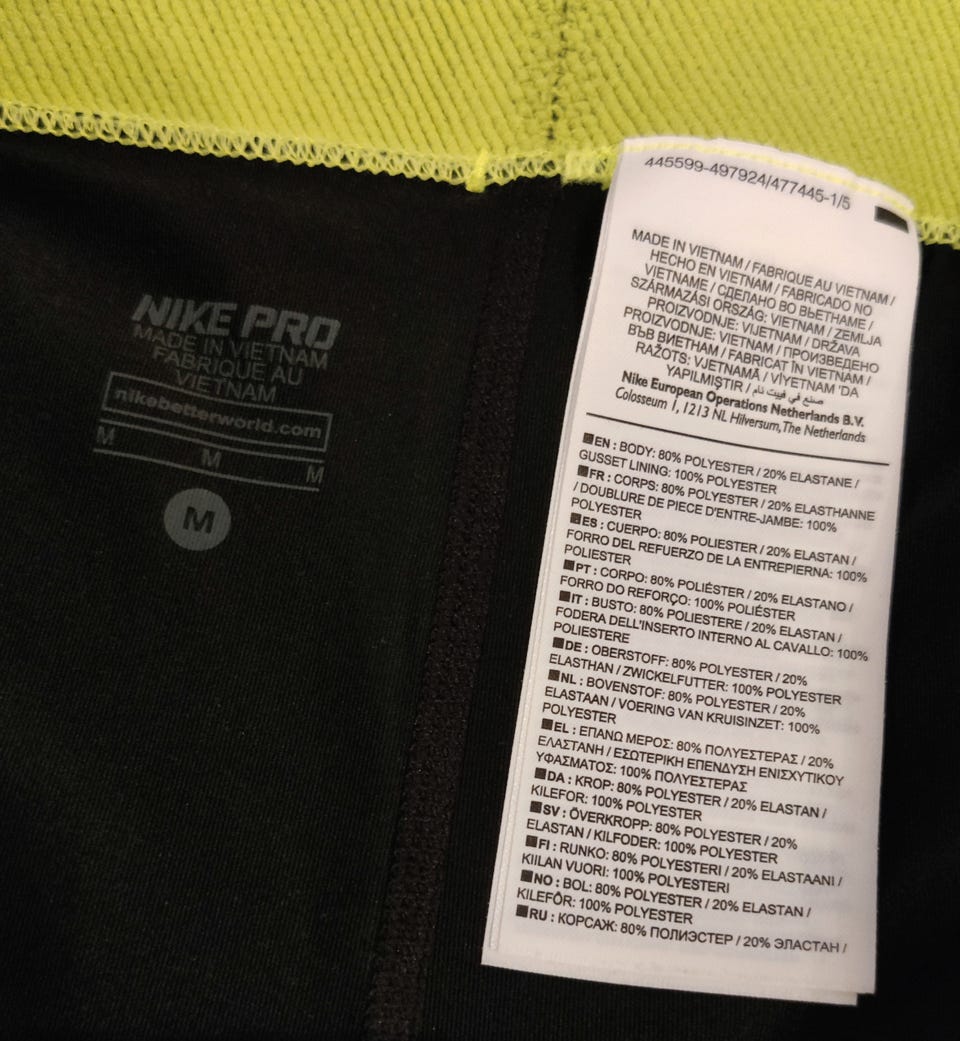 NIKE PRO
MADE IN VIETNAM
FABRIQUE AU
VIETNAM
nikebetterworld.com
M
M
M
M
445599-497924/477445-1/5
MADE IN VIETNAM / FABRIQUE AU VIETNAM /
HECHO EN VIETNAM / FABRICADO NO
VIETNAME / СДЕЛАНО ВО ВЬЕТНАМЕ /
SZÁRMAZÁSI ORSZÁG: VIETNAM / ZEMLJA
PROIZVODNJE: VIJETNAM / DRŽAVA
PROIZVODNJE: VIETNAM / ПРОИЗВЕДЕНО
ВЪВ ВИЕТНАМ / FABRICAT ÎN VIETNAM /
RAŽOTS: VJETNAMĀ / VİYETNAM 'DA
YAPILMIŞTIR / صنع في فييت نام
Nike European Operations Netherlands B.V.
Colosseum 1, 1213 NL Hilversum, The Netherlands
EN : BODY: 80% POLYESTER / 20% ELASTANE /
GUSSET LINING: 100% POLYESTER
FR : CORPS: 80% POLYESTER / 20% ELASTHANNE
/ DOUBLURE DE PIECE D'ENTRE-JAMBE: 100%
POLYESTER
ES : CUERPO: 80% POLIESTER / 20% ELASTAN /
FORRO DEL REFUERZO DE LA ENTREPIERNA: 100%
POLIESTER
PT : CORPO: 80% POLIÉSTER / 20% ELASTANO /
FORRO DO REFORÇO: 100% POLIÉSTER
IT : BUSTO: 80% POLIESTERE / 20% ELASTAN /
FODERA DELL'INSERTO INTERNO AL CAVALLO: 100%
POLIESTERE
DE : OBERSTOFF: 80% POLYESTER / 20%
ELASTHAN / ZWICKELFUTTER: 100% POLYESTER
NL : BOVENSTOF: 80% POLYESTER / 20%
ELASTAAN / VOERING VAN KRUISINZET: 100%
POLYESTER
EL : ΕΠΑΝΩ ΜΕΡΟΣ: 80% ΠΟΛΥΕΣΤΕΡΑΣ / 20%
ΕΛΑΣΤΑΝΗ / ΕΣΩΤΕΡΙΚΗ ΕΠΕΝΔΥΣΗ ΕΝΙΣΧΥΤΙΚΟΥ
ΥΦΑΣΜΑΤΟΣ: 100% ΠΟΛΥΕΣΤΕΡΑΣ
DA : KROP: 80% POLYESTER / 20% ELASTAN /
KILEFOR: 100% POLYESTER
SV : ÖVERKROPP: 80% POLYESTER / 20%
ELASTAN / KILFODER: 100% POLYESTER
FI : RUNKO: 80% POLYESTERI / 20% ELASTAANI /
KIILAN VUORI: 100% POLYESTERI
NO : BOL: 80% POLYESTER / 20% ELASTAN /
KILEFÔR: 100% POLYESTER
RU : КОРСАЖ: 80% ПОЛИЭСТЕР / 20% ЭЛАСТАН /